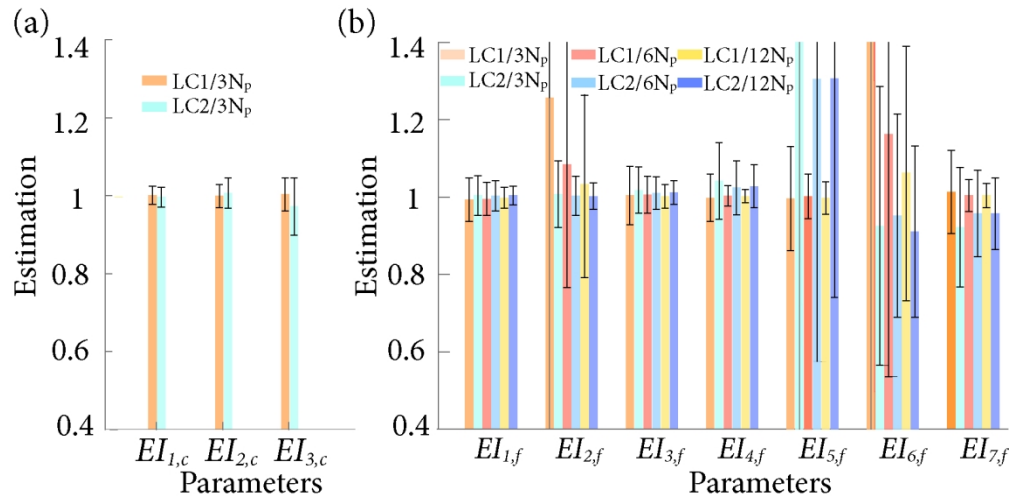 (a)
1.4
1.2
1
0.8
0.6
0.4
Estimation
LC1/3Np
LC2/3Np
EI1,c EI2,c EI3,c
Parameters
(b)
1.4
1.2
1
0.8
0.6
0.4
Estimation
LC1/3Np LC1/6Np LC1/12Np
LC2/3Np LC2/6Np LC2/12Np
EI1,f EI2,f EI3,f EI4,f EI5,f EI6,f EI7,f
Parameters